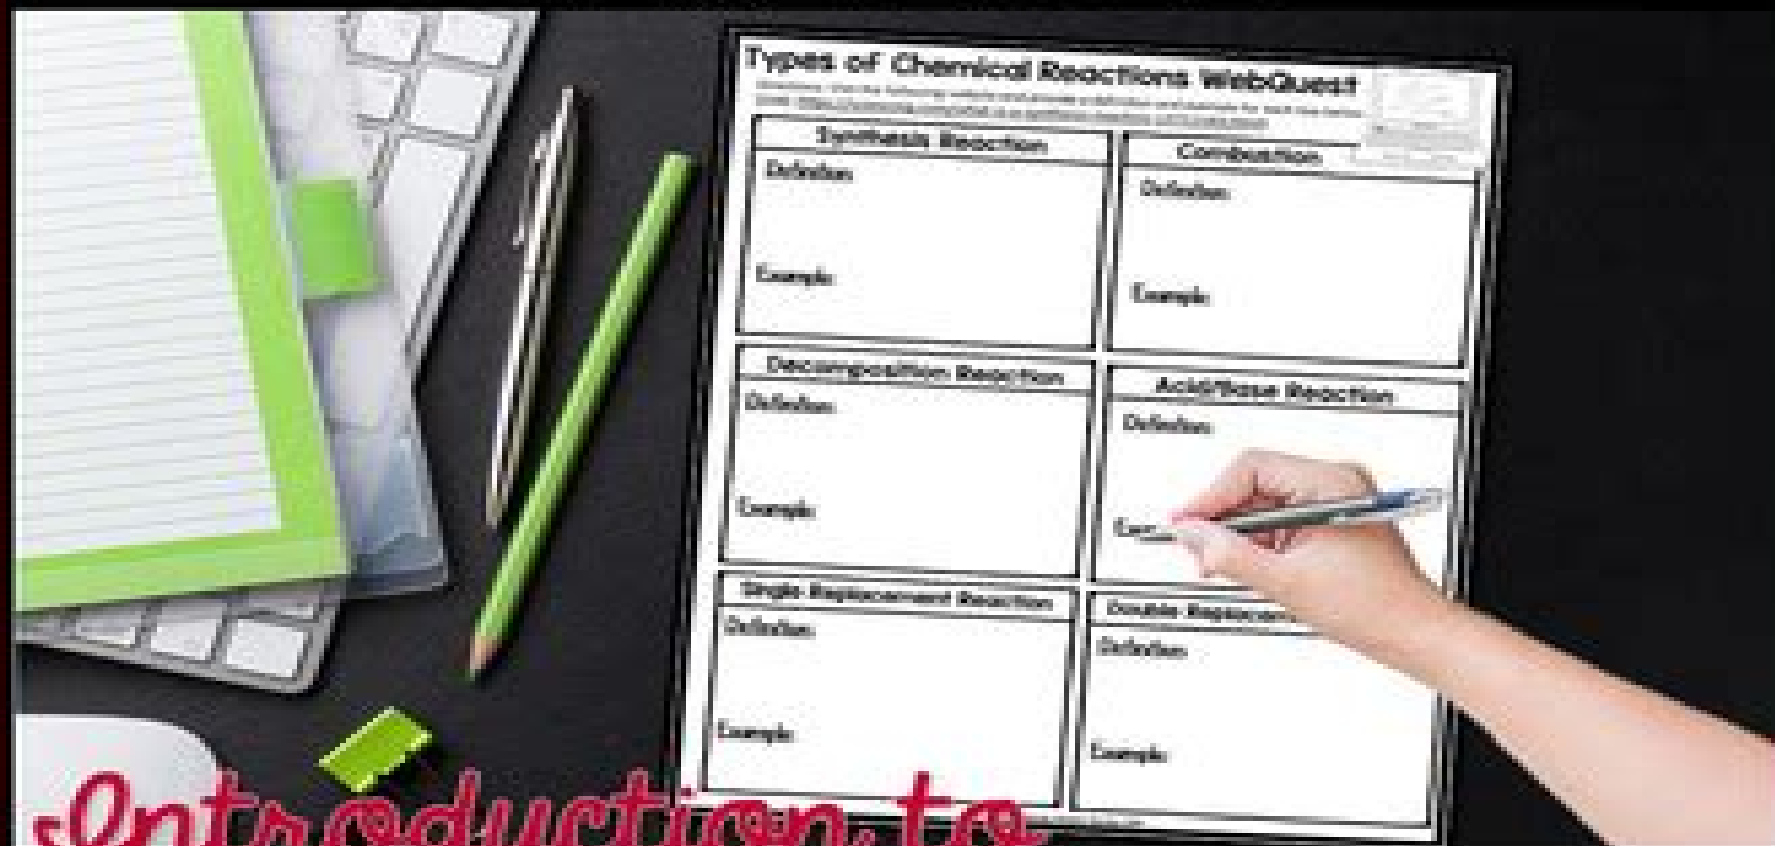 Types of Chemical Reactions WebQuest
Synthesis Reaction
Definition:
Example:
Combustion
Definition:
Example:
Decomposition Reaction
Definition:
Example:
Acid/Base Reaction
Definition:
Single Replacement Reaction
Definition:
Example:
Double
Definition:
Example:
Introduction to